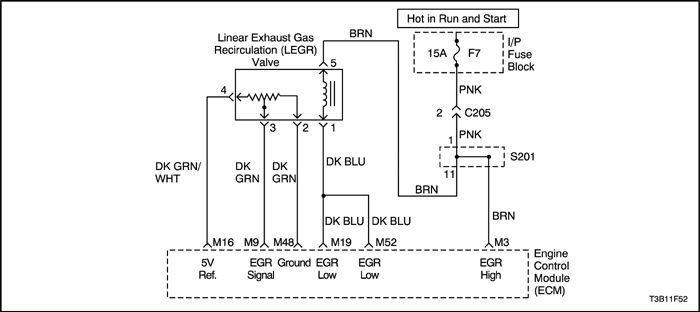 Hot in Run and Start
Linear Exhaust Gas
Recirculation (LEGR)
Valve
BRN
5
15A
F7
I/P
Fuse
Block
4
PNK
2
C205
3
2
1
PNK
1
S201
DK GRN/
WHT
DK
GRN
DK
GRN
DK BLU
11
BRN
DK BLU
DK BLU
BRN
M16
M9
M48
M19
M52
M3
5V
Ref.
EGR
Signal
Ground
EGR
Low
EGR
Low
EGR
High
Engine
Control
Module
(ECM)
T3B11F52